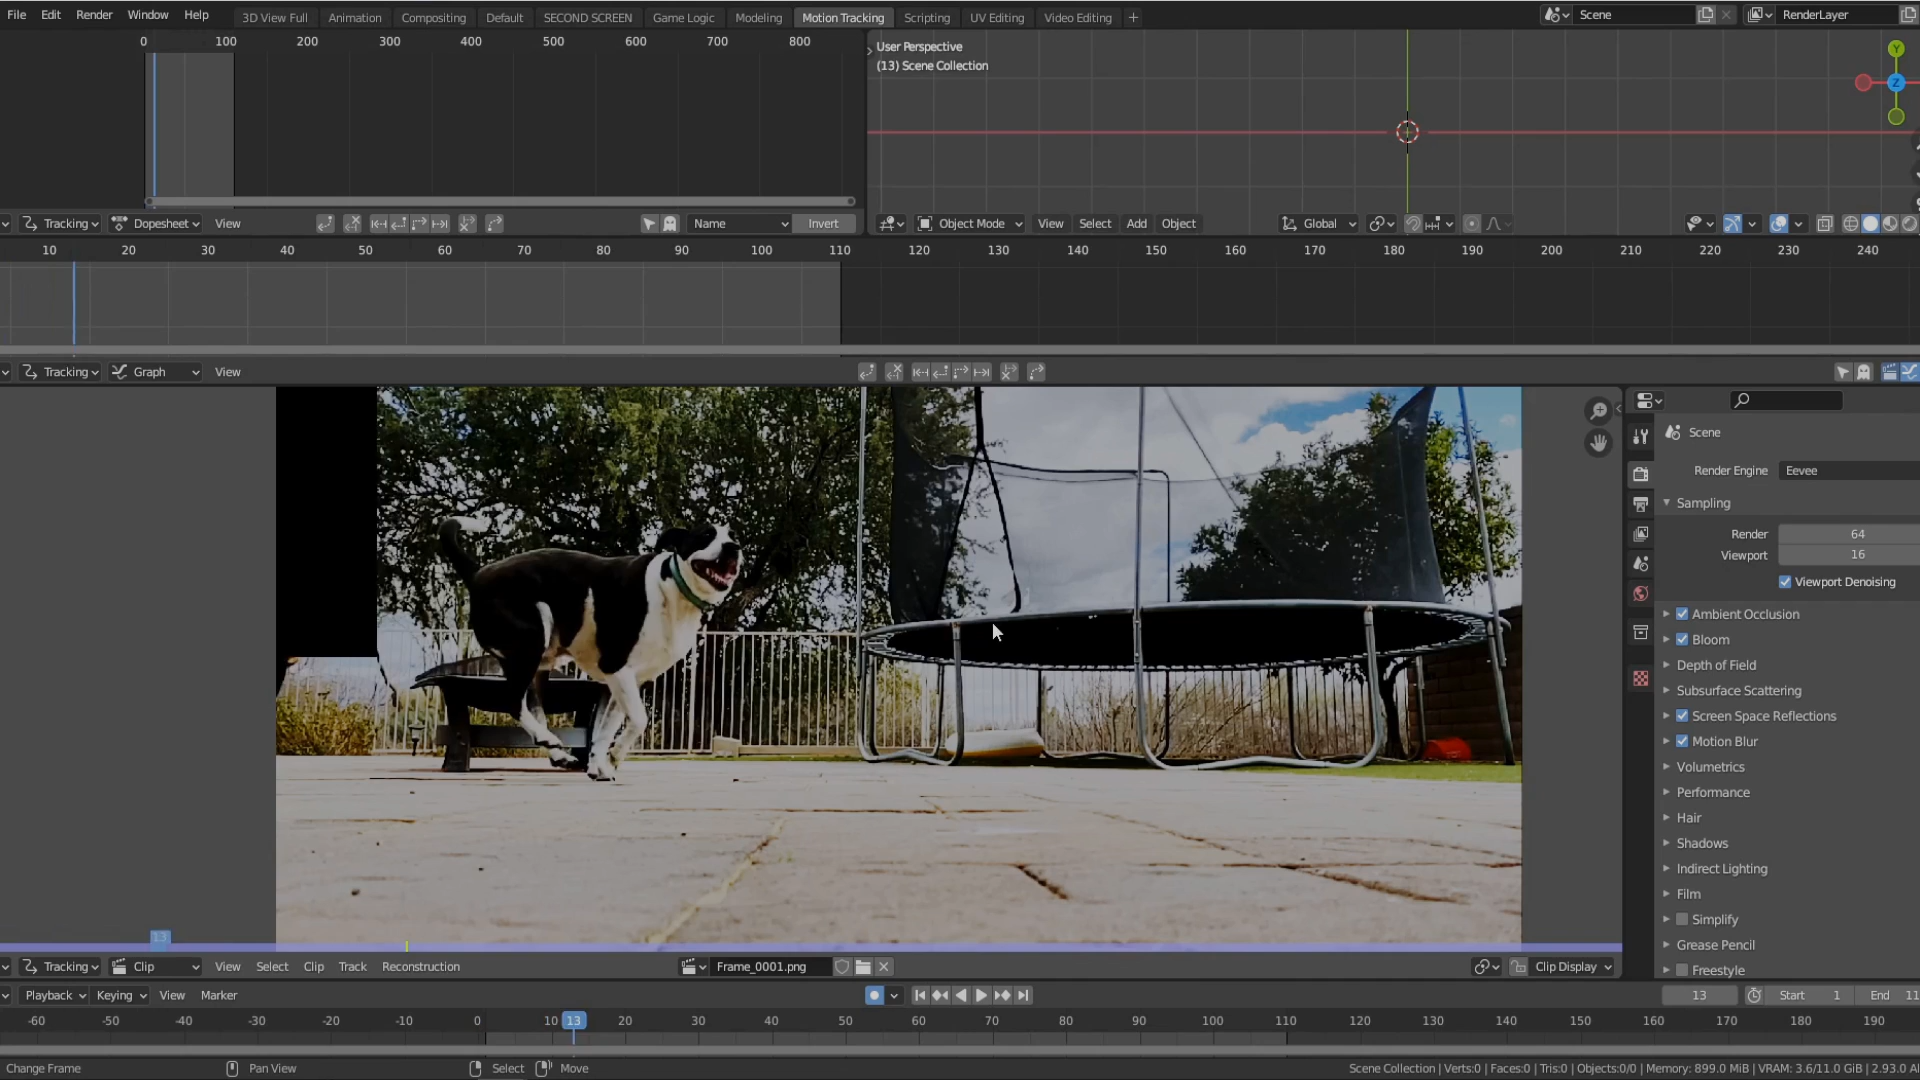 File Edit Render Window Help 3D View Full Animation Compositing Default SECOND SCREEN Game Logic Modeling Motion Tracking Scripting UV Editing Video Editing + Scene RenderLayer
0 100 200 300 400 500 600 700 800
User Perspective
(13) Scene Collection
Y
Z
Tracking Dopesheet View Name Invert Object Mode View Select Add Object Global
10 20 30 40 50 60 70 80 90 100 110 120 130 140 150 160 170 180 190 200 210 220 230 240
Tracking Graph View
Scene
Render Engine Eevee
Sampling
Render 64
Viewport 16
Viewport Denoising
Ambient Occlusion
Bloom
Depth of Field
Subsurface Scattering
Screen Space Reflections
Motion Blur
Volumetrics
Performance
Hair
Shadows
Indirect Lighting
Film
Simplify
Grease Pencil
Freestyle
13
Tracking Clip View Select Clip Track Reconstruction Frame_0001.png Clip Display
Playback Keying View Marker 13 Start 1 End 11
-60 -50 -40 -30 -20 -10 0 10 13 20 30 40 50 60 70 80 90 100 110 120 130 140 150 160 170 180 190
Change Frame Pan View Select Move Scene Collection | Verts:0 | Faces:0 | Tris:0 | Objects:0/0 | Memory: 899.0 MiB | VRAM: 3.6/11.0 GiB | 2.93.0 Al